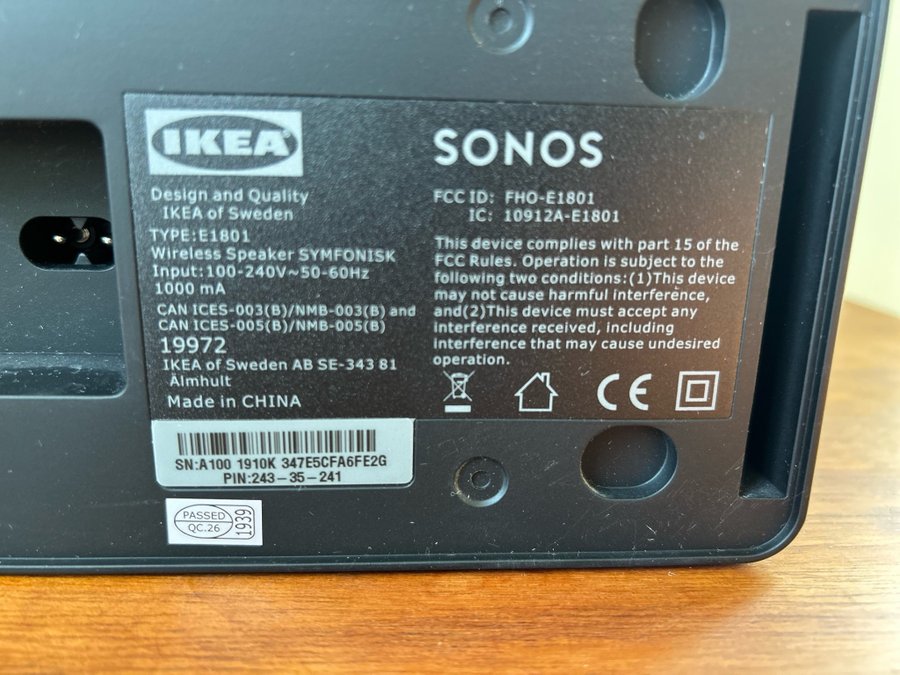 IKEA®
Design and Quality
IKEA of Sweden
TYPE:E1801
Wireless Speaker SYMFONISK
Input:100-240V~50-60Hz
1000 mA
CAN ICES-003(B)/NMB-003(B) and
CAN ICES-005(B)/NMB-005(B)
19972
IKEA of Sweden AB SE-343 81
Älmhult
Made in CHINA
SONOS
FCC ID: FHO-E1801
IC: 10912A-E1801
This device complies with part 15 of the
FCC Rules. Operation is subject to the
following two conditions:(1)This device
may not cause harmful interference,
and(2)This device must accept any
interference received, including
interference that may cause undesired
operation.
CE
SN:A100 1910K 347E5CFA6FE2G
PIN:243-35-241
PASSED
QC.26
1939